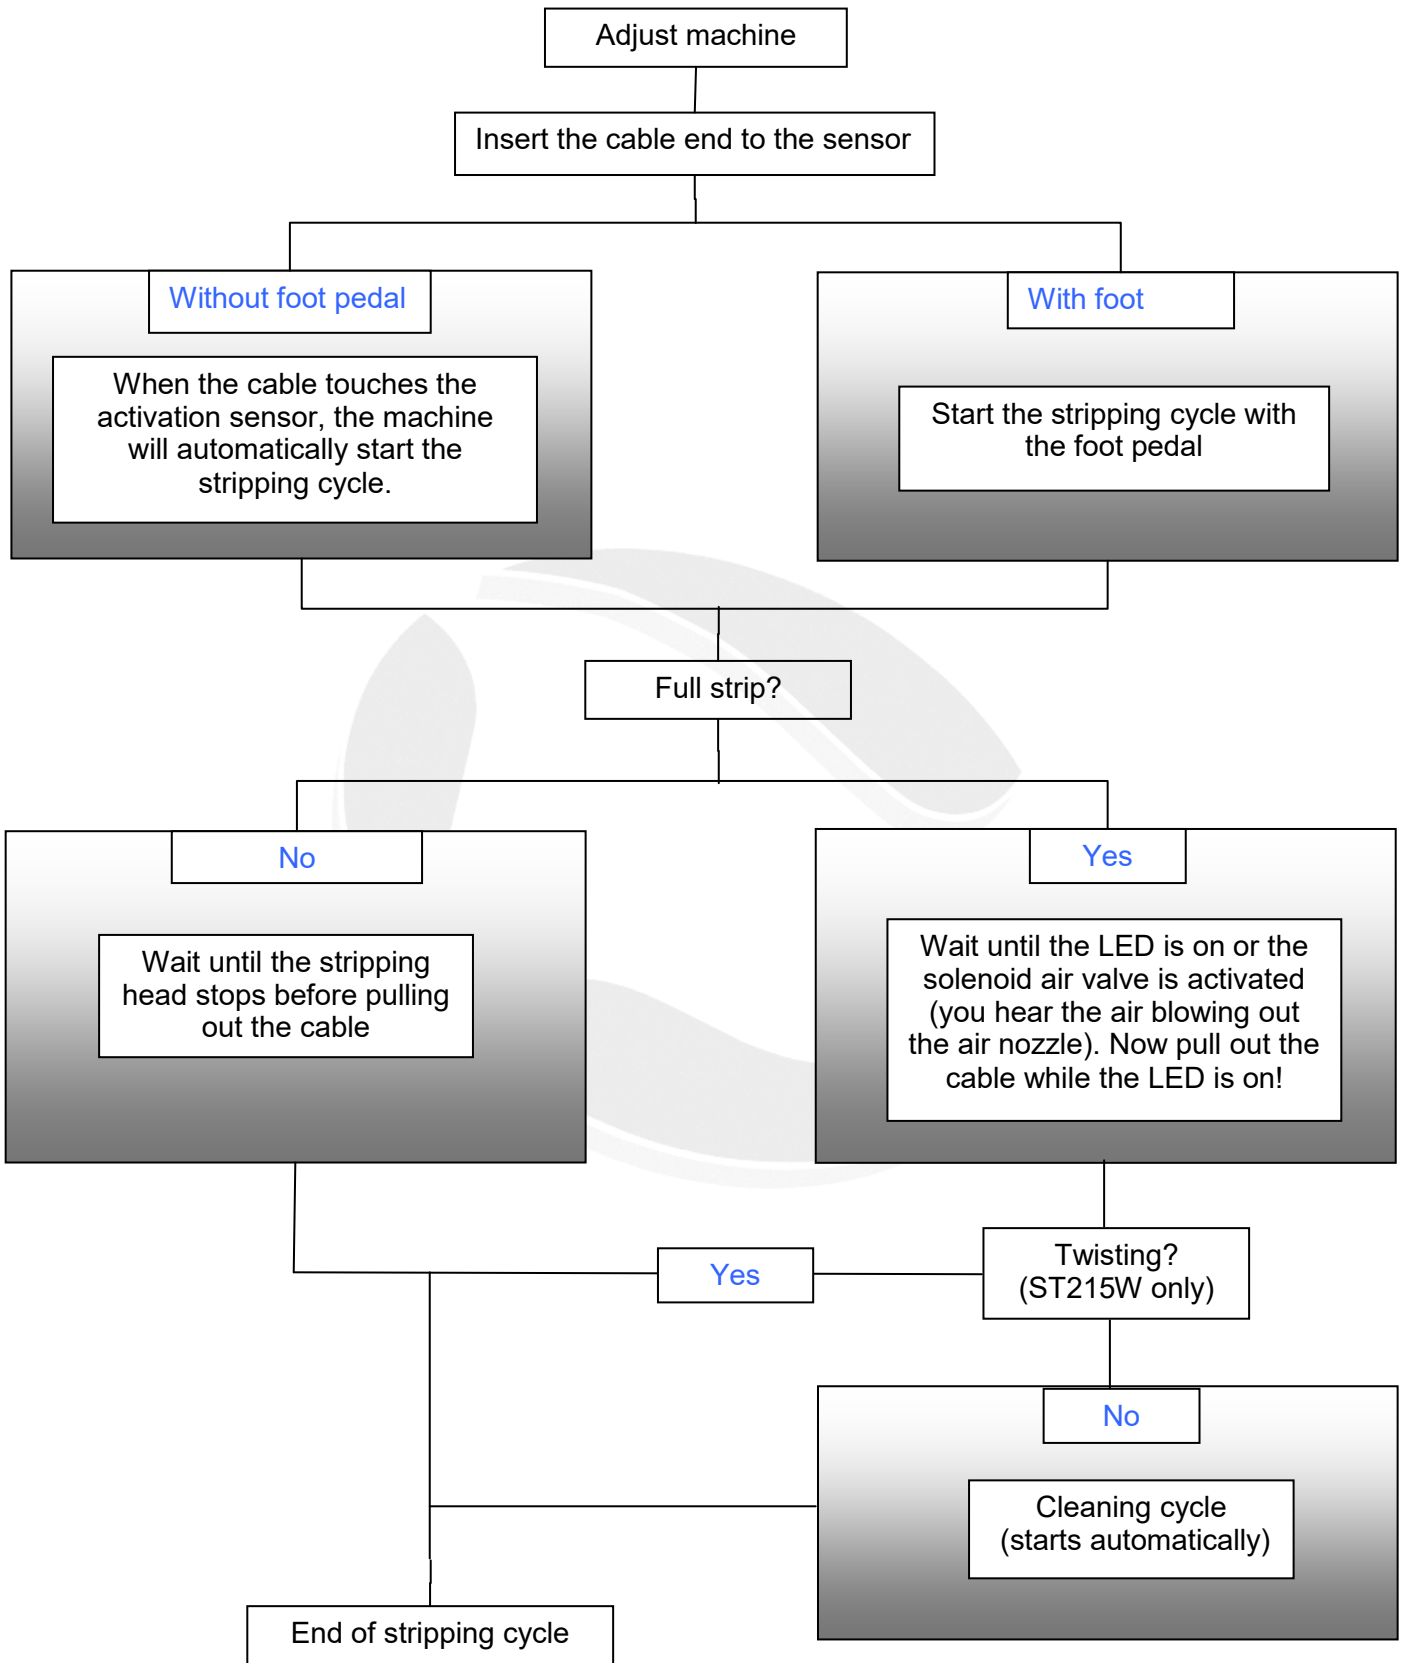 Adjust machine
Insert the cable end to the sensor
Without foot pedal
When the cable touches the
activation sensor, the machine
will automatically start the
stripping cycle.
With foot
Start the stripping cycle with
the foot pedal
Full strip?
No
Wait until the stripping
head stops before pulling
out the cable
Yes
Wait until the LED is on or the
solenoid air valve is activated
(you hear the air blowing out
the air nozzle). Now pull out the
cable while the LED is on!
Twisting?
(ST215W only)
Yes
No
Cleaning cycle
(starts automatically)
End of stripping cycle